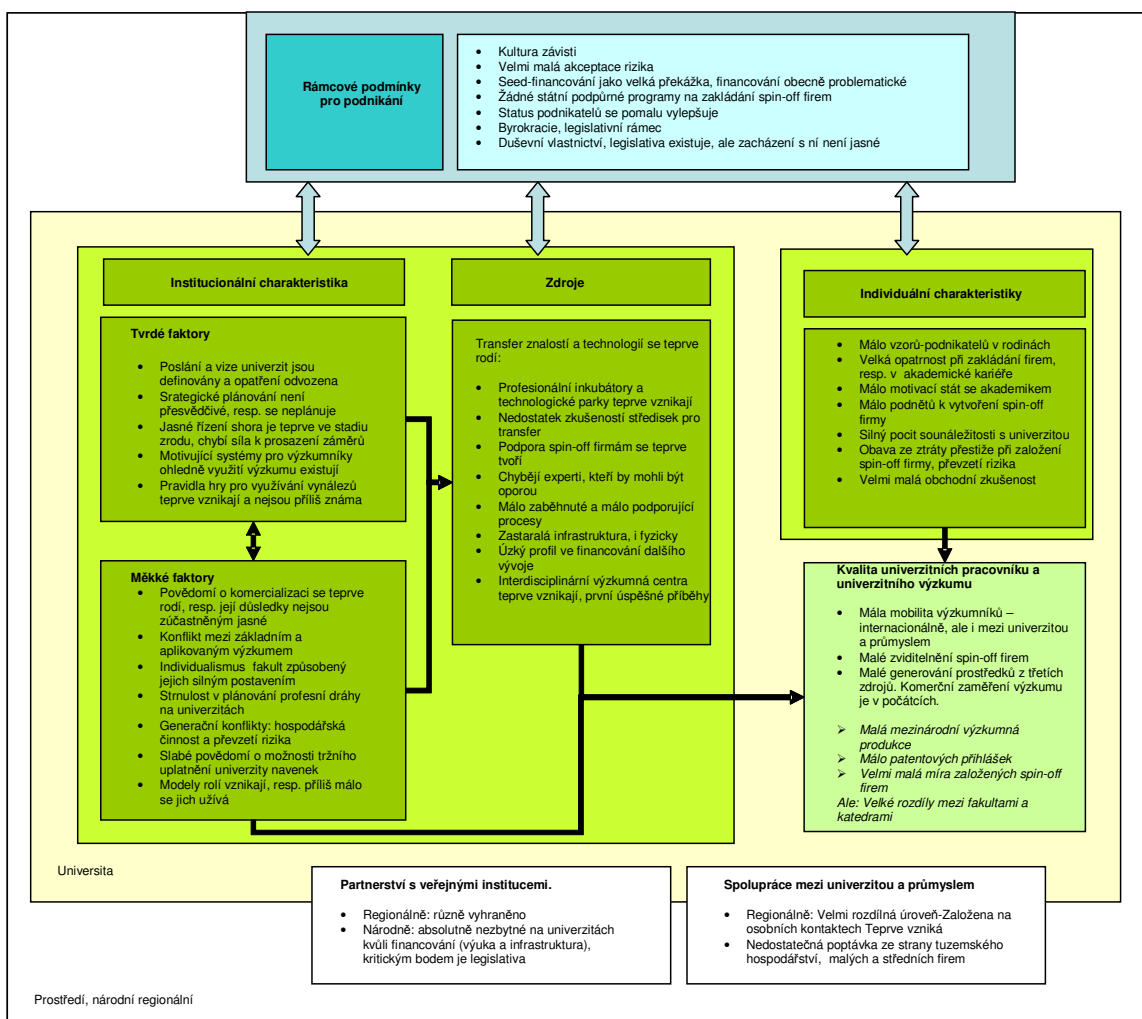 Rámcové podmínky
pro podnikání
• Kultura závisti
• Velmi malá akceptace rizika
• Seed-financování jako velká překážka, financování obecně problematické
• Žádné státní podpůrné programy na zakládání spin-off firem
• Status podnikatelů se pomalu vylepšuje
• Byrokracie, legislativní rámec
• Duševní vlastnictví, legislativa existuje, ale zacházení s ní není jasné
Institucionální charakteristika
Tvrdé faktory
• Poslání a vize univerzit jsou
definovány a opatření odvozena
• Srategické plánování není
přesvědčivé, resp. se neplánuje
• Jasné řízení shora je teprve ve stadiu
zrodu, chybí síla k prosazení záměrů
• Motivující systémy pro výzkumníky
ohledně využití výzkumu existují
• Pravidla hry pro využívání vynálezů
teprve vznikají a nejsou příliš známa
Měkké faktory
• Povědomí o komercializaci se teprve
rodí, resp. její důsledky nejsou
zúčastněným jasné
• Konflikt mezi základním a
aplikovaným výzkumem
• Individualismus fakult způsobený
jejich silným postavením
• Strnulost v plánování profesní dráhy
na univerzitách
• Generační konflikty: hospodářská
činnost a převzetí rizika
• Slabé povědomí o možnosti tržního
uplatnění univerzity navenek
• Modely rolí vznikají, resp. příliš málo
se jich užívá
Zdroje
Transfer znalostí a technologií se teprve
rodí:
• Profesionální inkubátory a
technologické parky teprve vznikají
• Nedostatek zkušeností středisek pro
transfer
• Podpora spin-off firmám se teprve
tvoří
• Chybějí experti, kteří by mohli být
oporou
• Málo zaběhnuté a málo podporující
procesy
• Zastaralá infrastruktura, i fyzicky
• Úzký profil ve financování dalšího
vývoje
• Interdisciplinární výzkumná centra
teprve vznikají, první úspěšné příběhy
Individuální charakteristiky
• Málo vzorů-podnikatelů v rodinách
• Velká opatrnost při zakládání firem,
resp. v akademické kariéře
• Málo motivací stát se akademikem
• Málo podnětů k vytvoření spin-off
firmy
• Silný pocit sounáležitosti s univerzitou
• Obava ze ztráty prestiže při založení
spin-off firmy, převzetí rizika
• Velmi malá obchodní zkušenost
Kvalita univerzitních pracovníku a
univerzitního výzkumu
• Mála mobilita výzkumníků –
internacionálně, ale i mezi univerzitou
a průmyslem
• Malé zviditelnění spin-off firem
• Malé generování prostředků z třetích
zdrojů. Komerční zaměření výzkumu
je v počátcích.
➢ Malá mezinárodní výzkumná
produkce
➢ Málo patentových přihlášek
➢ Velmi malá míra založených spin-off
firem
Ale: Velké rozdíly mezi fakultami a
katedrami
Universita
Partnerství s veřejnými institucemi.
• Regionálně: různě vyhraněno
• Národně: absolutně nezbytné na univerzitách
kvůli financování (výuka a infrastruktura),
kritickým bodem je legislativa
Spolupráce mezi univerzitou a průmyslem
• Regionálně: Velmi rozdílná úroveň-Založena na
osobních kontaktech Teprve vzniká
• Nedostatečná poptávka ze strany tuzemského
hospodářství, malých a středních firem
Prostředí, národní regionální